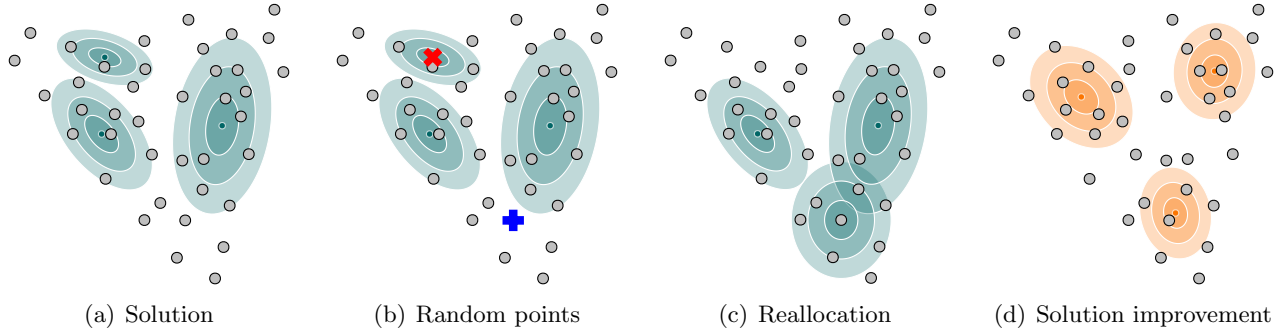 (a) Solution
(b) Random points
(c) Reallocation
(d) Solution improvement